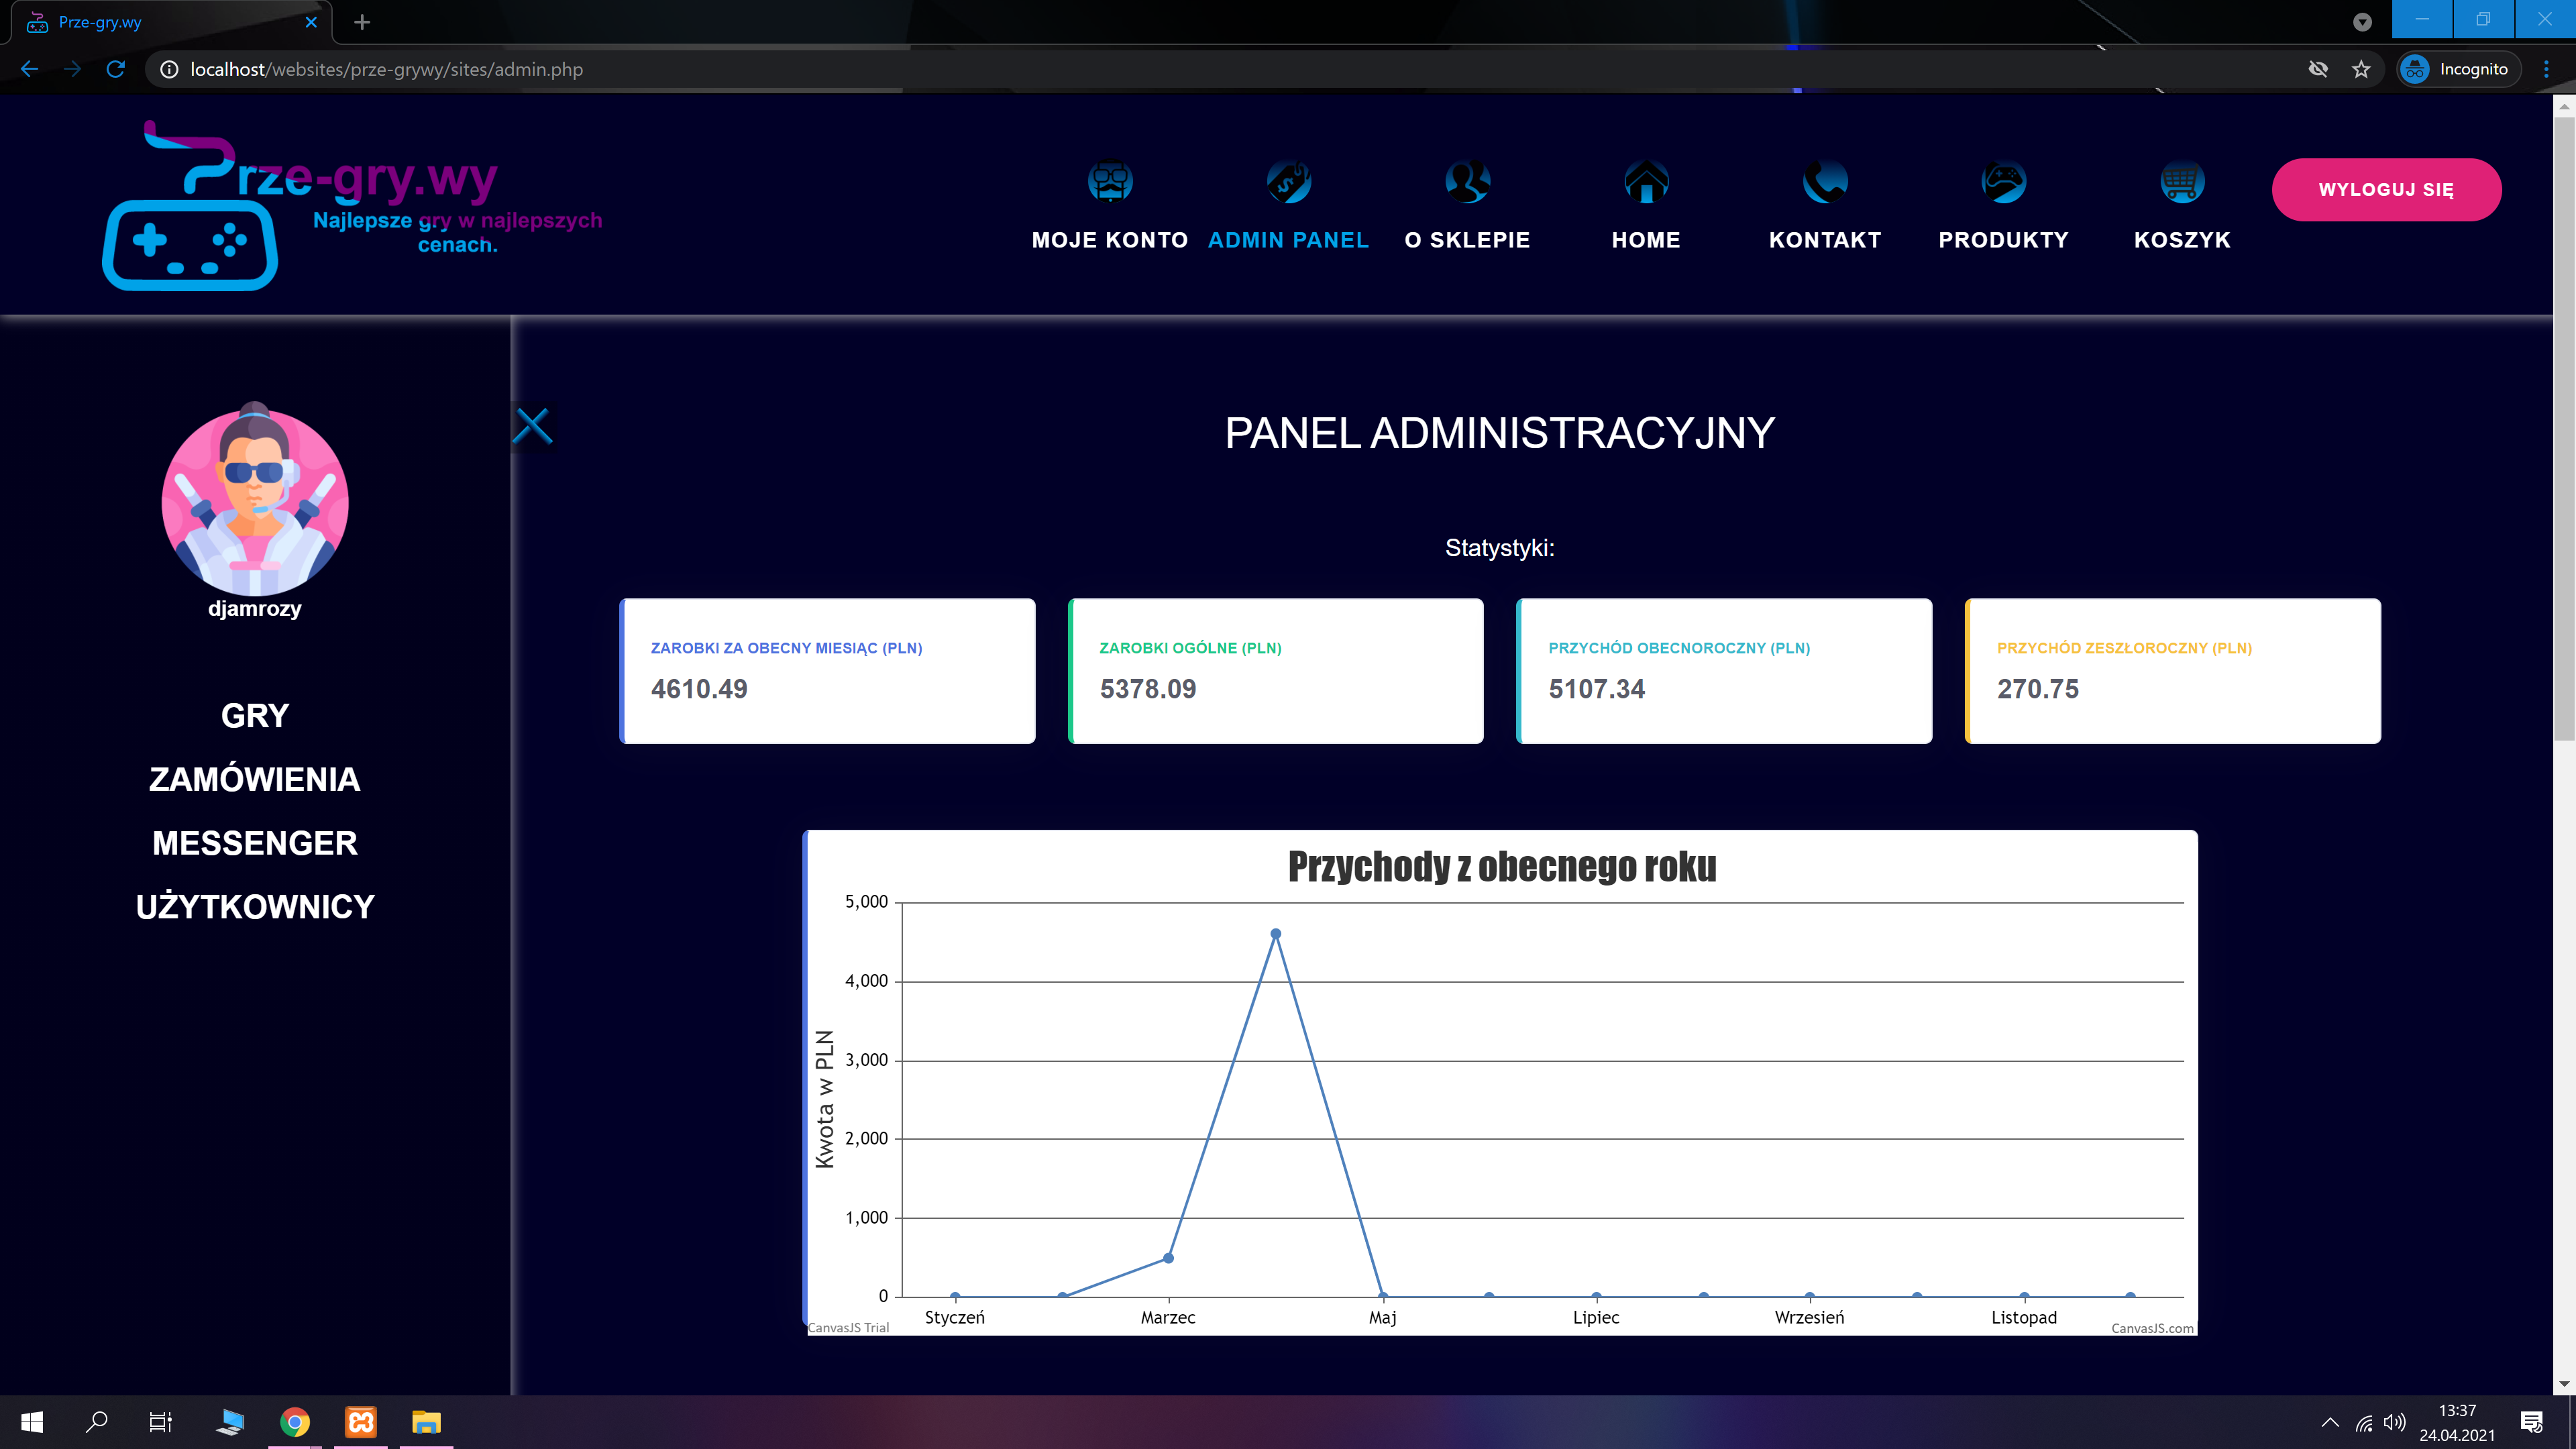 Prze-gry.wy
localhost/websites/prze-grywy/sites/admin.php
Incognito
Prze-gry.wy
Najlepsze gry w najlepszych
cenach.
MOJE KONTO
ADMIN PANEL
O SKLEPIE
HOME
KONTAKT
PRODUKTY
KOSZYK
WYLOGUJ SIĘ
djamrozy
GRY
ZAMÓWIENIA
MESSENGER
UŻYTKOWNICY
PANEL ADMINISTRACYJNY
Statystyki:
ZAROBKI ZA OBECNY MIESIĄC (PLN)
4610.49
ZAROBKI OGÓLNE (PLN)
5378.09
PRZYCHÓD OBECNOROCZNY (PLN)
5107.34
PRZYCHÓD ZESZŁOROCZNY (PLN)
270.75
Przychody z obecnego roku
Kwota w PLN
5,000
4,000
3,000
2,000
1,000
0
Styczeń
Marzec
Maj
Lipiec
Wrzesień
Listopad
CanvasJS Trial
CanvasJS.com
13:37
24.04.2021